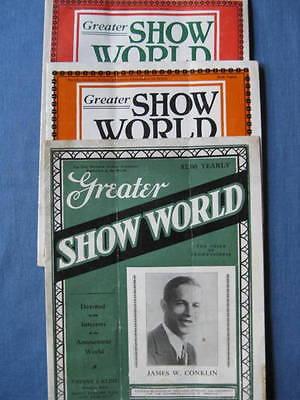 Greater SHOW
WORLD
Greater SHOW
WORLD
$2.00 YEARLY
Greater
SHOW WORLD
THE VOICE
OF
Devoted
to the
Interests
of the
Amusement
World
JAMES W. CONKLIN